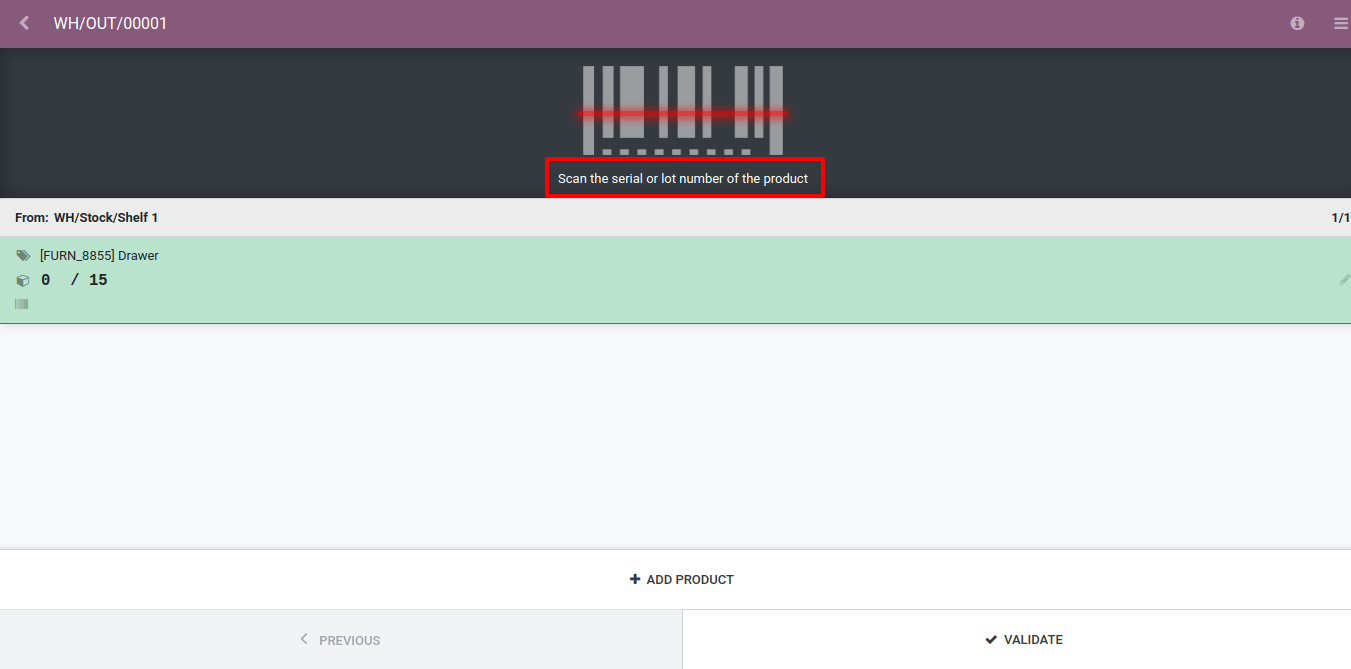 WH/OUT/00001
Scan the serial or lot number of the product
From: WH/Stock/Shelf 1 1/1
[FURN_8855] Drawer
0 / 15
ADD PRODUCT
PREVIOUS VALIDATE